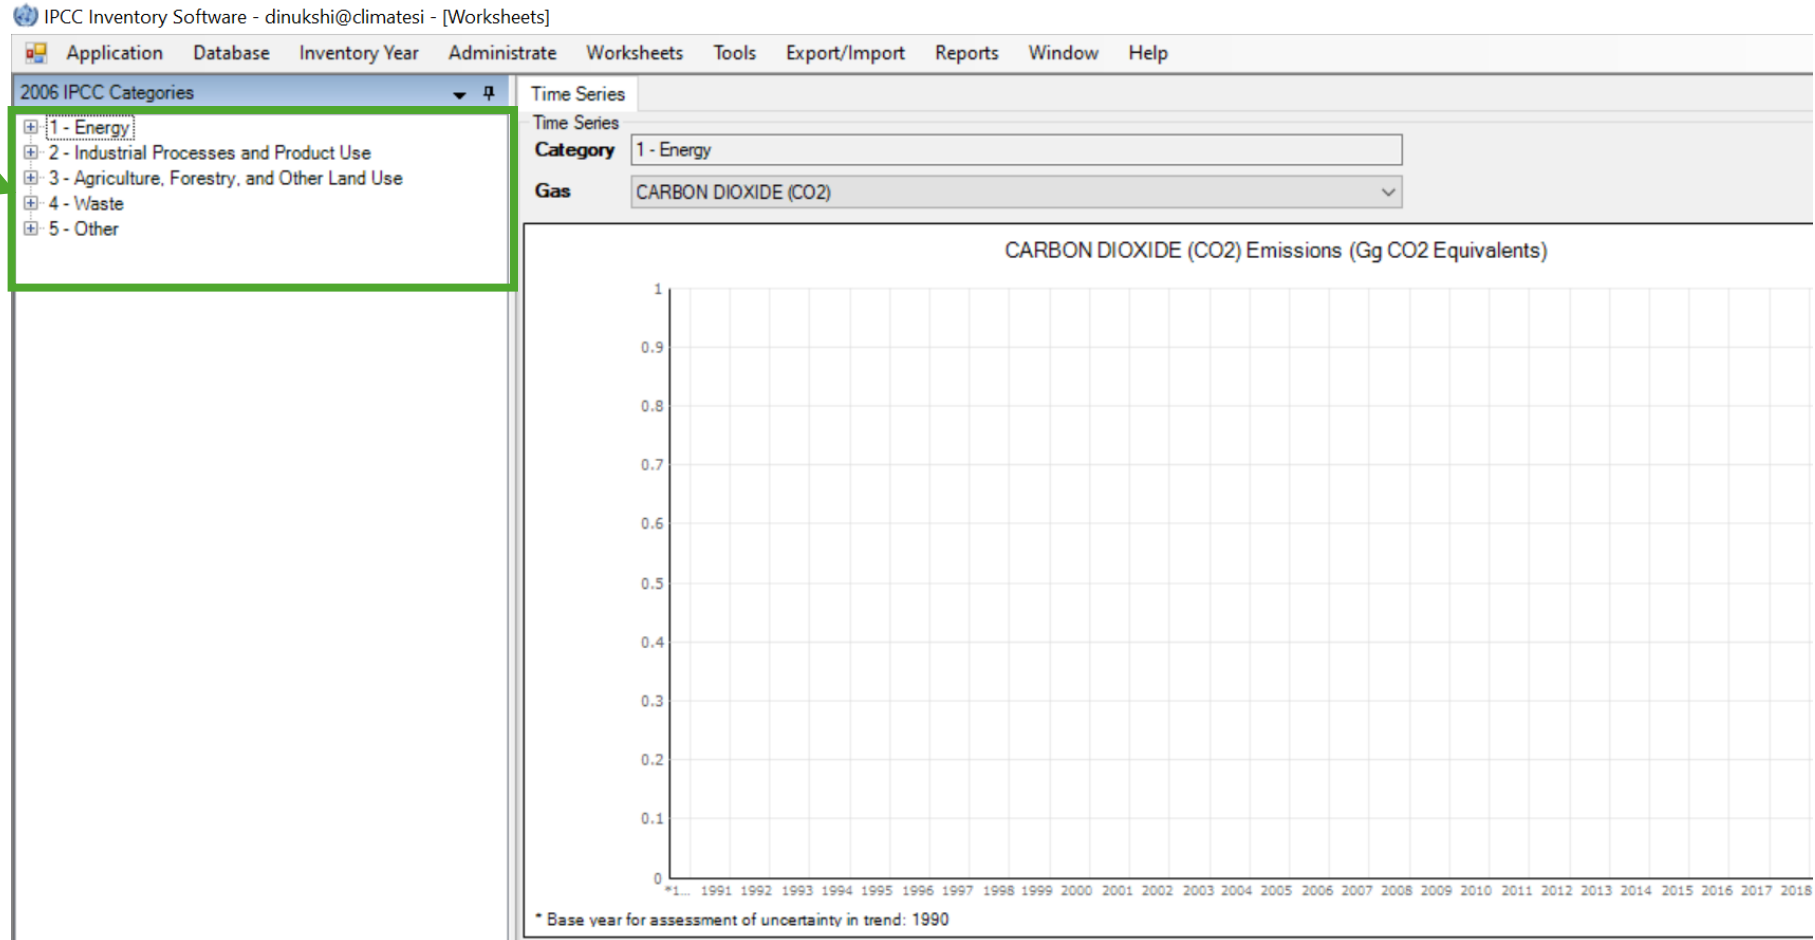 IPCC Inventory Software - dinukshi@climatesi - [Worksheets]
Application Database Inventory Year Administrate Worksheets Tools Export/Import Reports Window Help
2006 IPCC Categories
1 - Energy
2 - Industrial Processes and Product Use
3 - Agriculture, Forestry, and Other Land Use
4 - Waste
5 - Other
Time Series
Time Series
Category 1 - Energy
Gas CARBON DIOXIDE (CO2)
CARBON DIOXIDE (CO2) Emissions (Gg CO2 Equivalents)
1
0.9
0.8
0.7
0.6
0.5
0.4
0.3
0.2
0.1
0
*1... 1991 1992 1993 1994 1995 1996 1997 1998 1999 2000 2001 2002 2003 2004 2005 2006 2007 2008 2009 2010 2011 2012 2013 2014 2015 2016 2017 2018
* Base year for assessment of uncertainty in trend: 1990